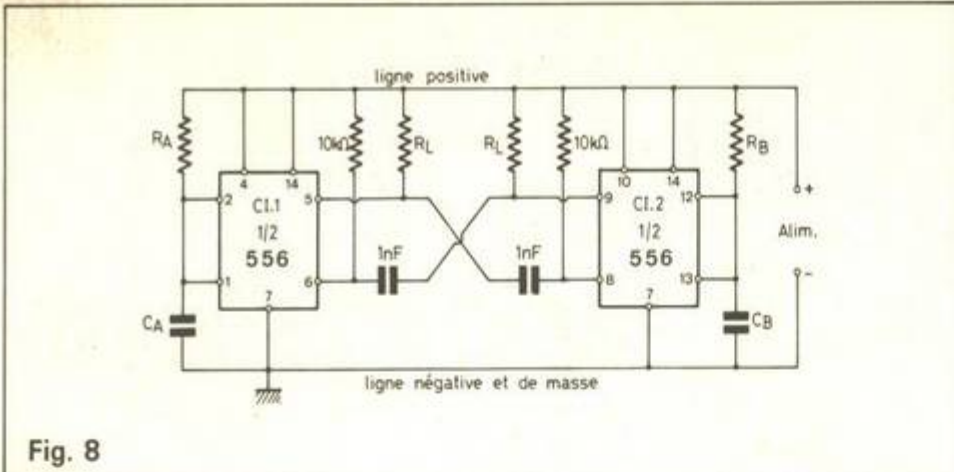 ligne positive
RA
10kΩ
RL
RL
10kΩ
RB
4
14
10
14
2
CI.1
5
9
CI.2
12
+
1/2
1/2
Alim.
556
1nF
1nF
556
1
6
8
13
-
7
7
CA
CB
ligne négative et de masse
Fig. 8